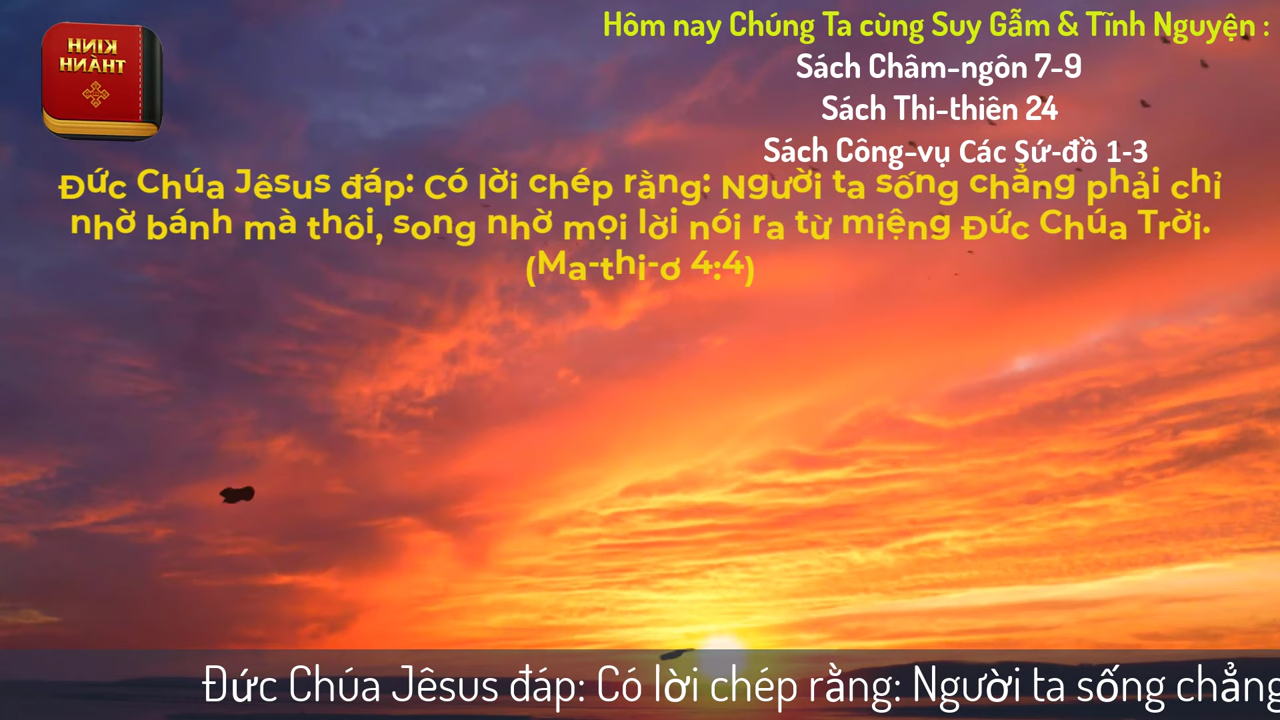 KINH
THÁNH
Hôm nay Chúng Ta cùng Suy Gẫm & Tĩnh Nguyện :
Sách Châm-ngôn 7-9
Sách Thi-thiên 24
Sách Công-vụ Các Sứ-đồ 1-3
Đức Chúa Jêsus đáp: Có lời chép rằng: Người ta sống chẳng phải chỉ
nhờ bánh mà thôi, song nhờ mọi lời nói ra từ miệng Đức Chúa Trời.
(Ma-thi-ơ 4:4)
Đức Chúa Jêsus đáp: Có lời chép rằng: Người ta sống chẳng